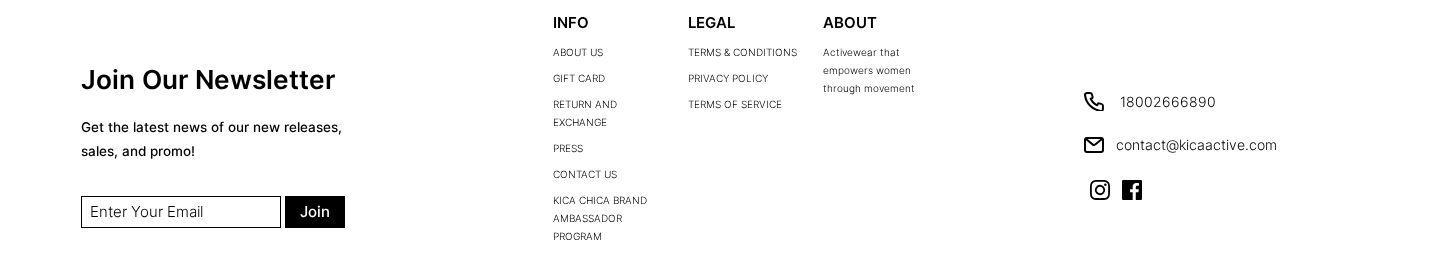 Join Our Newsletter
Get the latest news of our new releases,
sales, and promo!
Enter Your Email
Join
INFO
ABOUT US
GIFT CARD
RETURN AND
EXCHANGE
PRESS
CONTACT US
KICA CHICA BRAND
AMBASSADOR
PROGRAM
LEGAL
TERMS & CONDITIONS
PRIVACY POLICY
TERMS OF SERVICE
ABOUT
Activewear that
empowers women
through movement
18002666890
contact@kicaactive.com